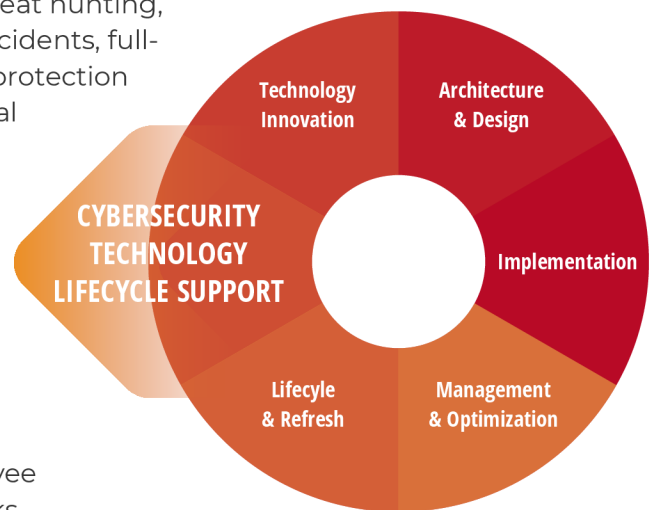 eat hunting,
cidents, full-
protection
al
Technology
Innovation
Architecture
& Design
CYBERSECURITY
TECHNOLOGY
LIFECYCLE SUPPORT
Implementation
Lifecyle
& Refresh
Management
& Optimization
yee